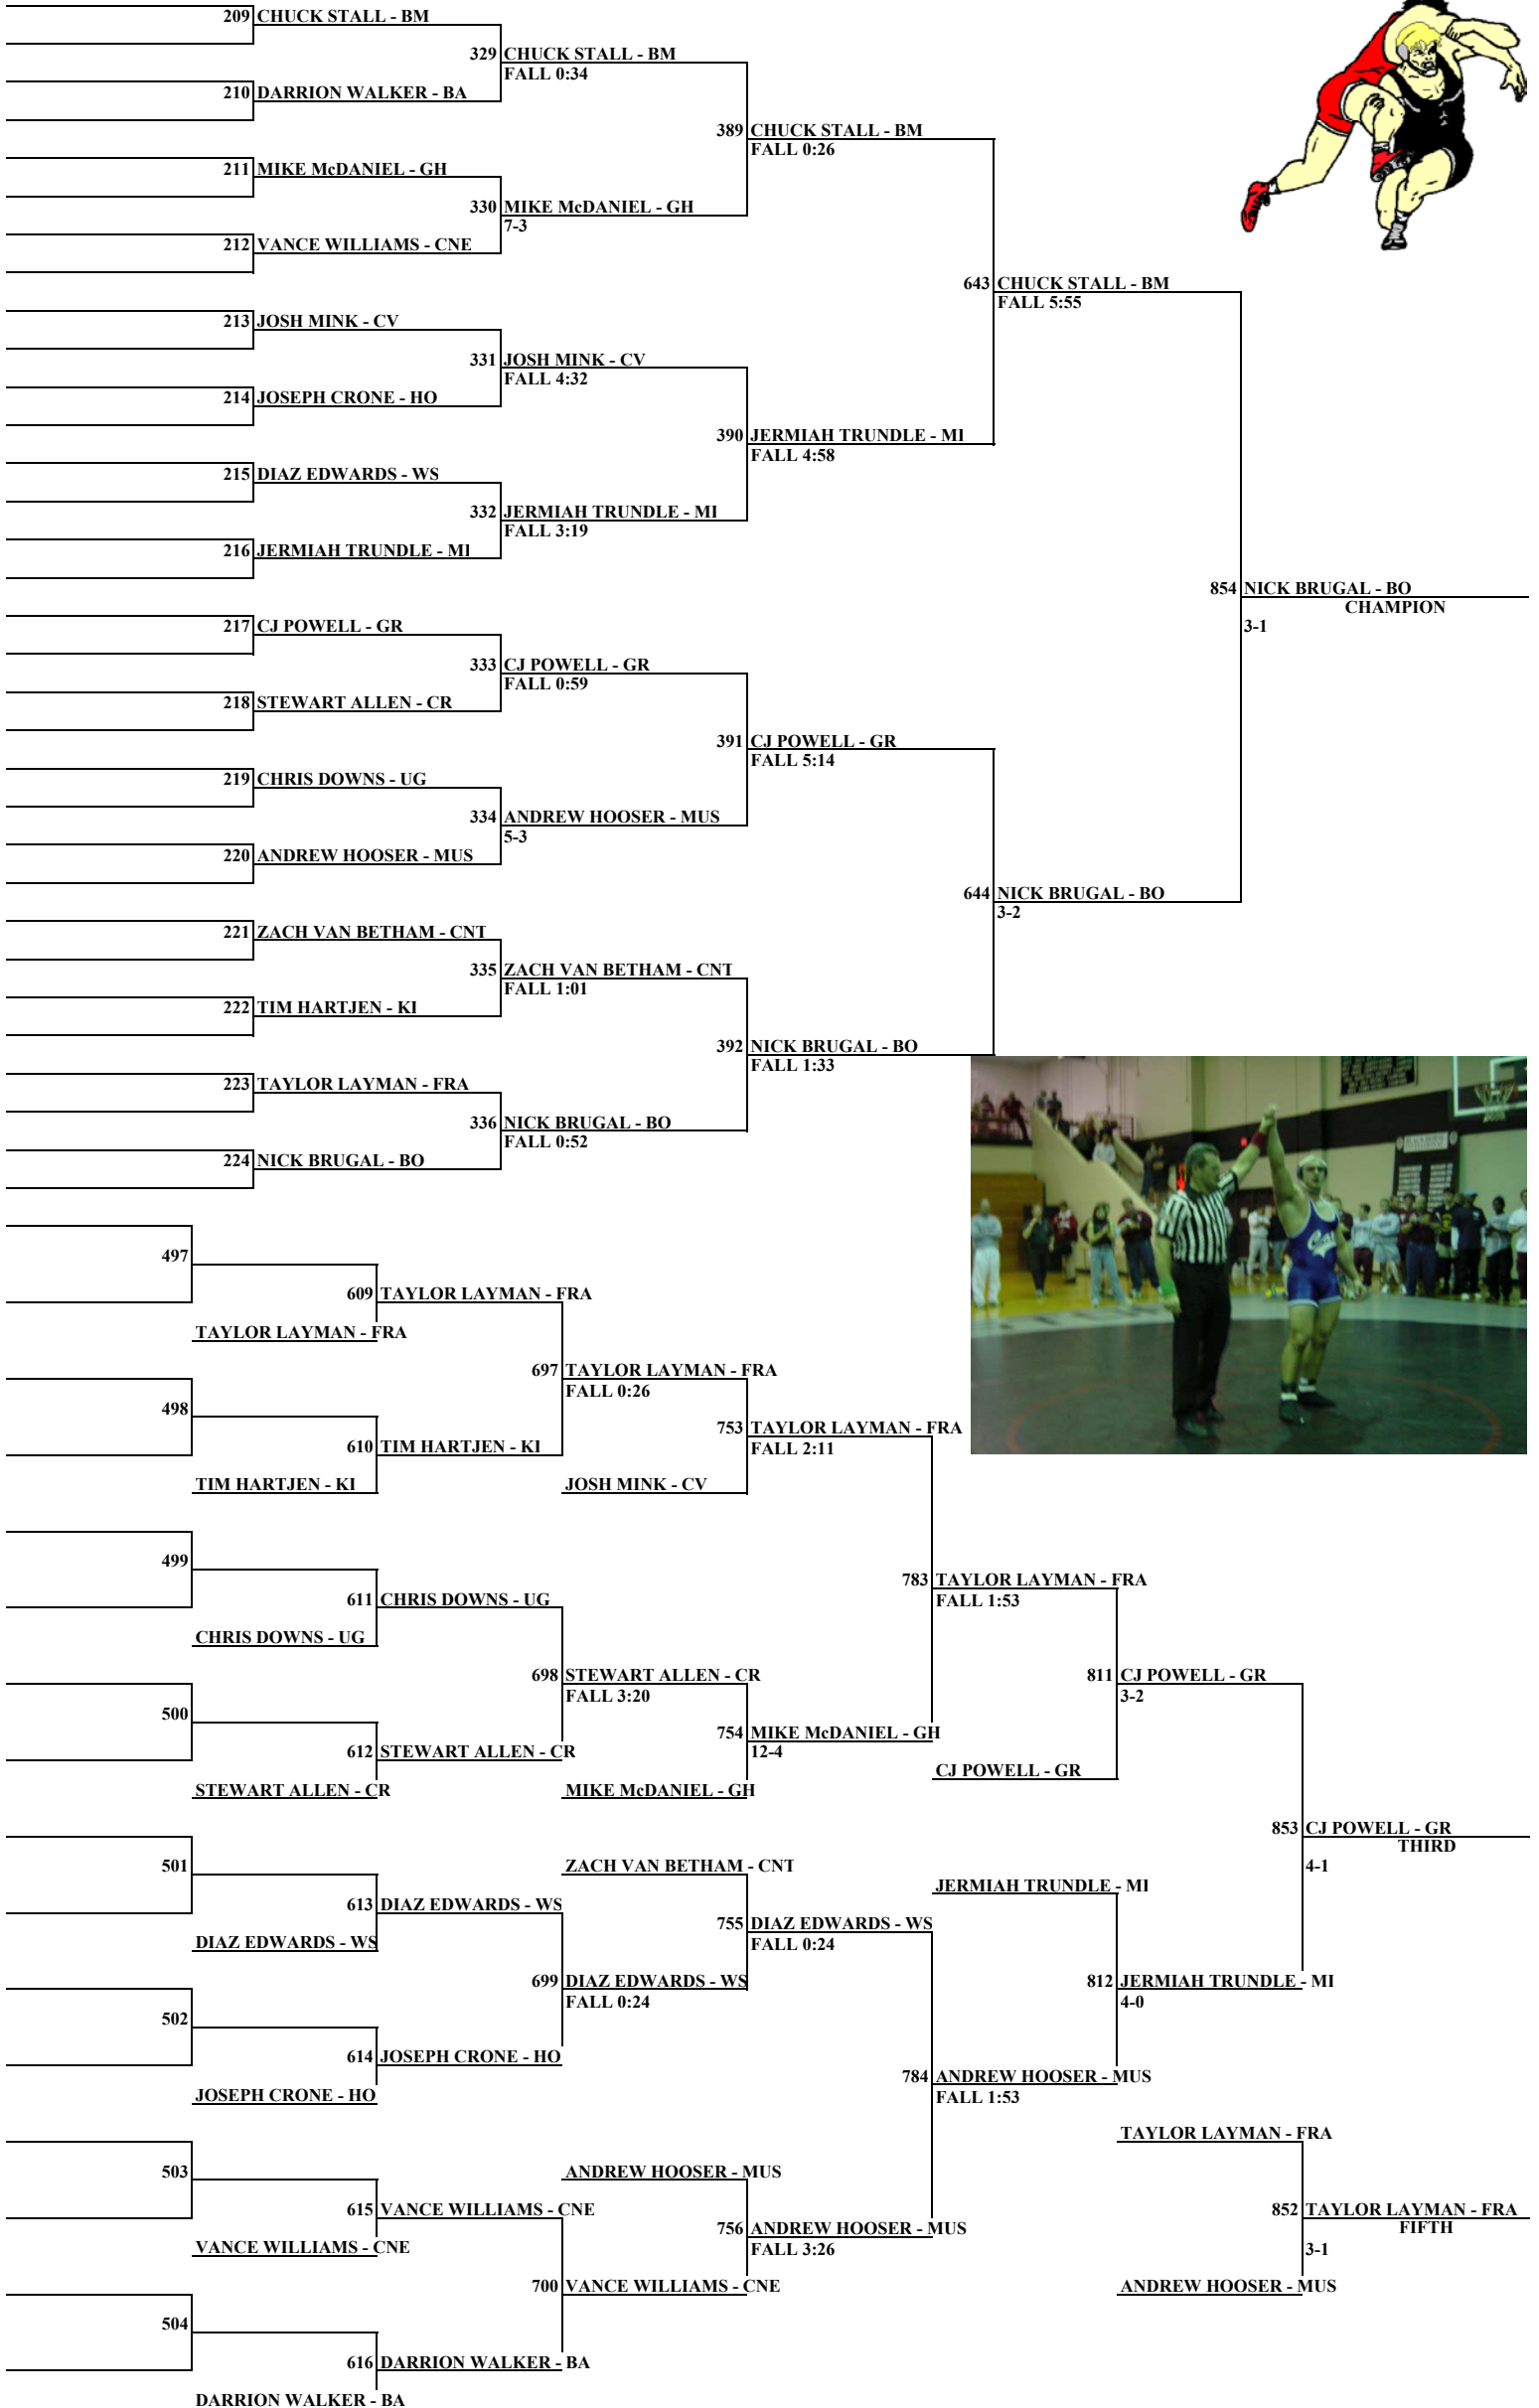 209 CHUCK STALL - BM
329 CHUCK STALL - BM
FALL 0:34
210 DARRION WALKER - BA
389 CHUCK STALL - BM
FALL 0:26
211 MIKE McDANIEL - GH
330 MIKE McDANIEL - GH
7-3
212 VANCE WILLIAMS - CNE
643 CHUCK STALL - BM
FALL 5:55
213 JOSH MINK - CV
331 JOSH MINK - CV
FALL 4:32
214 JOSEPH CRONE - HO
390 JERMIAH TRUNDLE - MI
FALL 4:58
215 DIAZ EDWARDS - WS
332 JERMIAH TRUNDLE - MI
FALL 3:19
216 JERMIAH TRUNDLE - MI
854 NICK BRUGAL - BO
CHAMPION
3-1
217 CJ POWELL - GR
333 CJ POWELL - GR
FALL 0:59
218 STEWART ALLEN - CR
391 CJ POWELL - GR
FALL 5:14
219 CHRIS DOWNS - UG
334 ANDREW HOOSER - MUS
5-3
220 ANDREW HOOSER - MUS
644 NICK BRUGAL - BO
3-2
221 ZACH VAN BETHAM - CNT
335 ZACH VAN BETHAM - CNT
FALL 1:01
222 TIM HARTJEN - KI
392 NICK BRUGAL - BO
FALL 1:33
223 TAYLOR LAYMAN - FRA
336 NICK BRUGAL - BO
FALL 0:52
224 NICK BRUGAL - BO
497
609 TAYLOR LAYMAN - FRA
TAYLOR LAYMAN - FRA
697 TAYLOR LAYMAN - FRA
FALL 0:26
498
753 TAYLOR LAYMAN - FRA
FALL 2:11
610 TIM HARTJEN - KI
TIM HARTJEN - KI
JOSH MINK - CV
499
783 TAYLOR LAYMAN - FRA
FALL 1:53
611 CHRIS DOWNS - UG
CHRIS DOWNS - UG
698 STEWART ALLEN - CR
FALL 3:20
811 CJ POWELL - GR
3-2
500
754 MIKE McDANIEL - GH
12-4
612 STEWART ALLEN - CR
CJ POWELL - GR
STEWART ALLEN - CR
MIKE McDANIEL - GH
853 CJ POWELL - GR
THIRD
4-1
501
ZACH VAN BETHAM - CNT
JERMIAH TRUNDLE - MI
613 DIAZ EDWARDS - WS
755 DIAZ EDWARDS - WS
FALL 0:24
DIAZ EDWARDS - WS
699 DIAZ EDWARDS - WS
FALL 0:24
812 JERMIAH TRUNDLE - MI
4-0
502
614 JOSEPH CRONE - HO
784 ANDREW HOOSER - MUS
FALL 1:53
JOSEPH CRONE - HO
TAYLOR LAYMAN - FRA
503
ANDREW HOOSER - MUS
615 VANCE WILLIAMS - CNE
852 TAYLOR LAYMAN - FRA
FIFTH
3-1
756 ANDREW HOOSER - MUS
FALL 3:26
VANCE WILLIAMS - CNE
700 VANCE WILLIAMS - CNE
ANDREW HOOSER - MUS
504
616 DARRION WALKER - BA
DARRION WALKER - BA